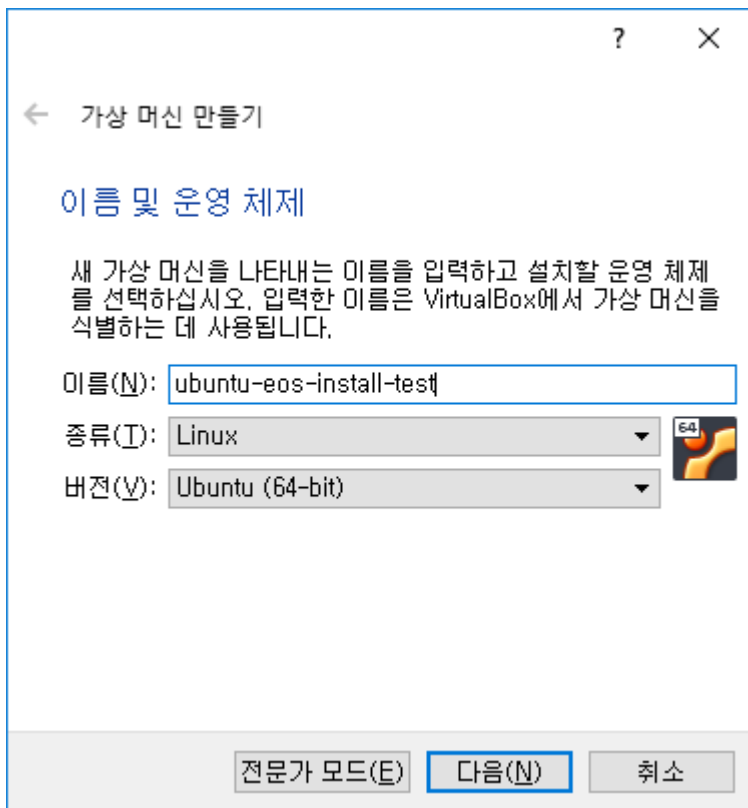 ?
가상 머신 만들기
이름 및 운영 체제
새 가상 머신을 나타내는 이름을 입력하고 설치할 운영 체제
를 선택하십시오. 입력한 이름은 VirtualBox에서 가상 머신을
식별하는 데 사용됩니다.
이름(N): ubuntu-eos-install-test
종류(T): Linux
64
버전(V): Ubuntu (64-bit)
전문가 모드(E) 다음(N) 취소